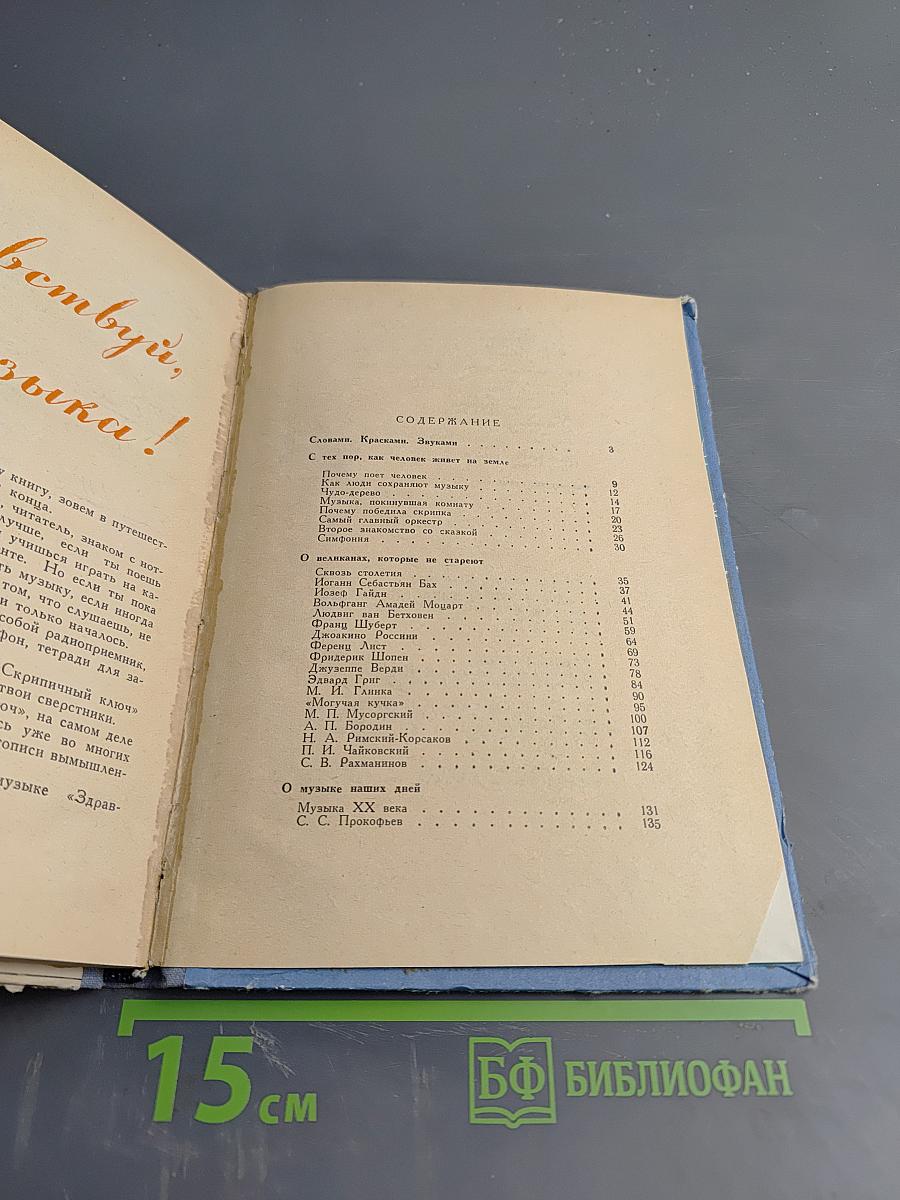 вствуй,
зыка!
у книгу, зовем в путешест-
конца.
, читатель, знаком с нот-
лучше, если ты поешь
учишься играть на ка-
нте. Но если ты пока
ть музыку, если иногда
том, что слушаешь, не
и только началось.
собой радиоприемник,
фон, тетради для за-
Скрипичный ключ»
твои сверстники.
юч», на самом деле
сь уже во многих
описи вымышлен-
музыке «Здрав-
СОДЕРЖАНИЕ
Словами. Красками. Звуками . . . . . . . 3
С тех пор, как человек живет на земле
Почему поет человек . . . . . . . 9
Как люди сохраняют музыку . . . . . . . 12
Чудо-дерево . . . . . . . 14
Музыка, покинувшая комнату . . . . . . . 17
Почему победила скрипка . . . . . . . 20
Самый главный оркестр . . . . . . . 23
Второе знакомство со сказкой . . . . . . . 26
Симфония . . . . . . . 30
О великанах, которые не стареют
Сквозь столетия . . . . . . . 35
Иоганн Себастьян Бах . . . . . . . 37
Иозеф Гайдн . . . . . . . 41
Вольфганг Амадей Моцарт . . . . . . . 44
Людвиг ван Бетховен . . . . . . . 51
Франц Шуберт . . . . . . . 59
Джоакино Россини . . . . . . . 64
Ференц Лист . . . . . . . 69
Фридерик Шопен . . . . . . . 73
Джузеппе Верди . . . . . . . 78
Эдвард Григ . . . . . . . 84
М. И. Глинка . . . . . . . 90
«Могучая кучка» . . . . . . . 95
М. П. Мусоргский . . . . . . . 100
А. П. Бородин . . . . . . . 107
Н. А. Римский-Корсаков . . . . . . . 112
П. И. Чайковский . . . . . . . 116
С. В. Рахманинов . . . . . . . 124
О музыке наших дней
Музыка XX века . . . . . . . 131
С. С. Прокофьев . . . . . . . 135
15 см
БФ БИБЛИОФАН